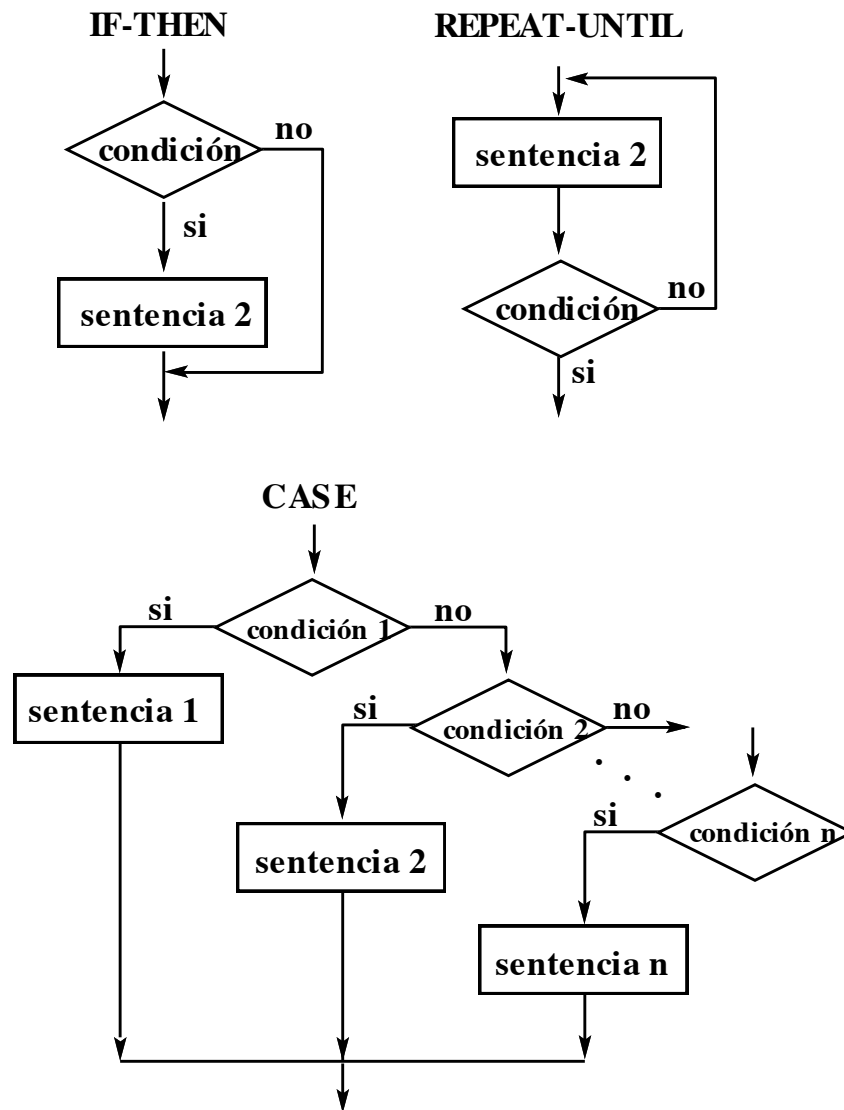 IF-THEN
REPEAT-UNTIL
condición
no
si
sentencia 2
sentencia 2
condición
no
si
CASE
si
condición 1
no
sentencia 1
si
condición 2
no
. . .
sentencia 2
si
condición n
sentencia n